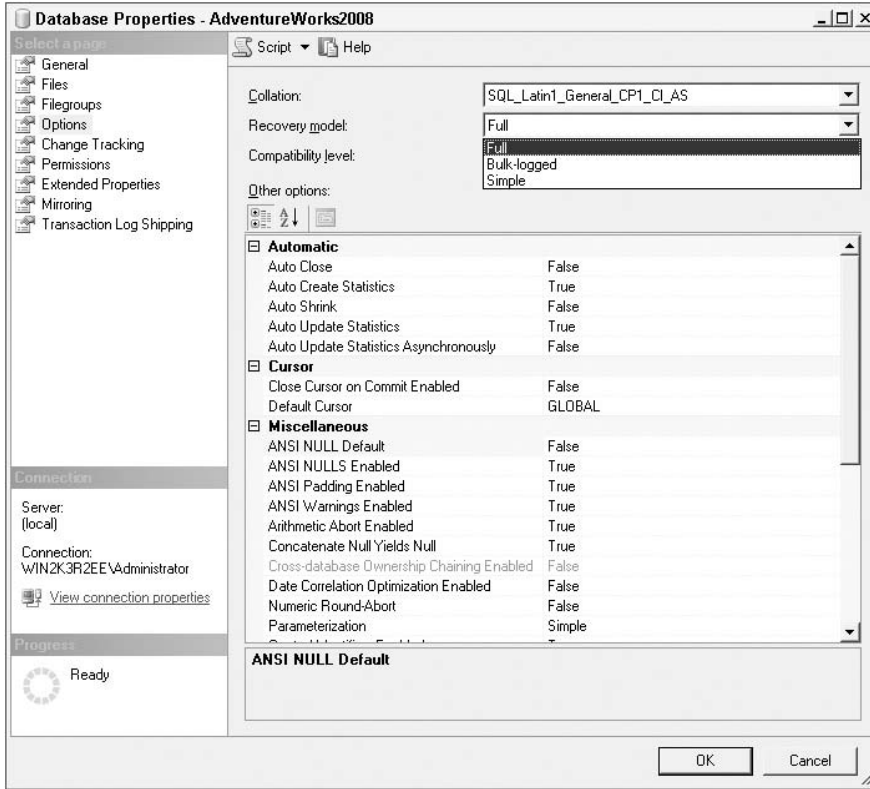 Database Properties - AdventureWorks2008
Select a page
General
Files
Filegroups
Options
Change Tracking
Permissions
Extended Properties
Mirroring
Transaction Log Shipping
Connection
Server:
(local)
Connection:
WIN2K3R2EE\Administrator
View connection properties
Progress
Ready
Script Help
Collation: SQL_Latin1_General_CP1_CI_AS
Recovery model: Full
Full
Bulk-logged
Simple
Compatibility level:
Other options:
Automatic
Auto Close False
Auto Create Statistics True
Auto Shrink False
Auto Update Statistics True
Auto Update Statistics Asynchronously False
Cursor
Close Cursor on Commit Enabled False
Default Cursor GLOBAL
Miscellaneous
ANSI NULL Default False
ANSI NULLS Enabled True
ANSI Padding Enabled True
ANSI Warnings Enabled True
Arithmetic Abort Enabled True
Concatenate Null Yields Null True
Cross-database Ownership Chaining Enabled False
Date Correlation Optimization Enabled False
Numeric Round-Abort False
Parameterization Simple
ANSI NULL Default
OK Cancel